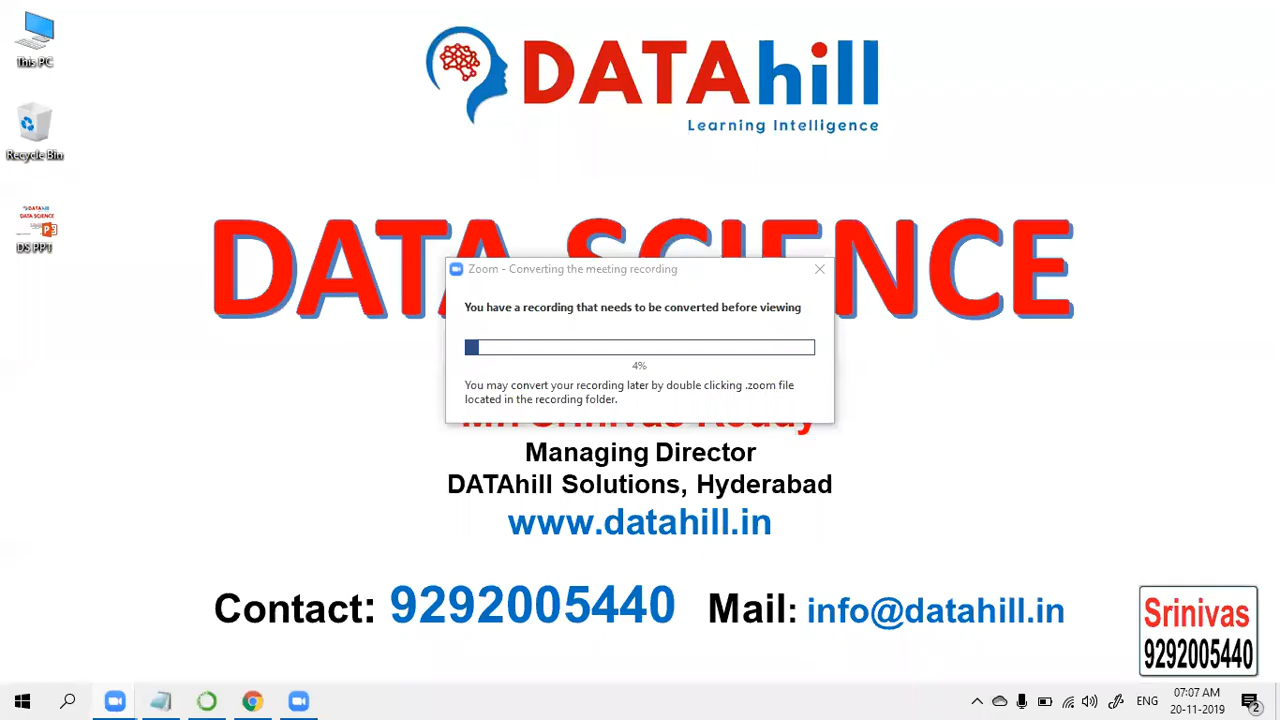 This PC
Recycle Bin
DS PPT
DATAhill
Learning Intelligence
DATA SCIENCE
Zoom - Converting the meeting recording
You have a recording that needs to be converted before viewing
4%
You may convert your recording later by double clicking .zoom file
located in the recording folder.
Managing Director
DATAhill Solutions, Hyderabad
www.datahill.in
Contact: 9292005440 Mail: info@datahill.in
Srinivas
9292005440
ENG
07:07 AM
20-11-2019
2